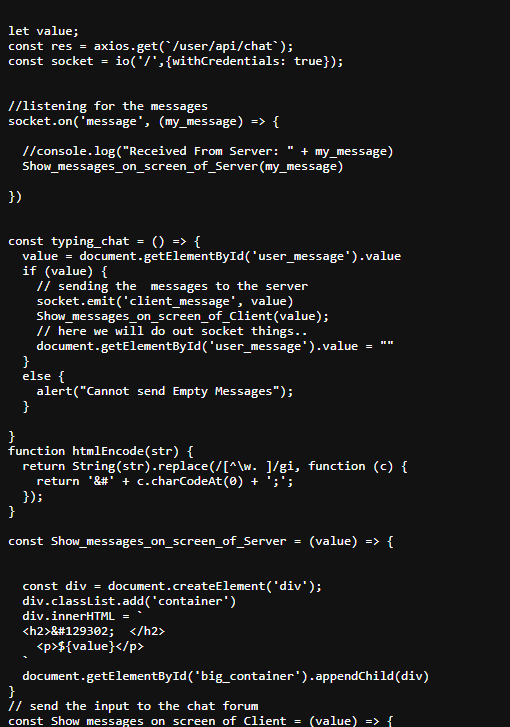 let value;
const res = axios.get(`/user/api/chat`);
const socket = io('/',{withCredentials: true});
//listening for the messages
socket.on('message', (my_message) => {
//console.log("Received From Server: " + my_message)
Show_messages_on_screen_of_Server(my_message)
})
const typing_chat = () => {
value = document.getElementById('user_message').value
if (value) {
// sending the  messages to the server
socket.emit('client_message', value)
Show_messages_on_screen_of_Client(value);
// here we will do out socket things..
document.getElementById('user_message').value = ""
}
else {
alert("Cannot send Empty Messages");
}
}
function htmlEncode(str) {
return String(str).replace(/[^\w. ]/gi, function (c) {
return '&#' + c.charCodeAt(0) + ';';
});
}
const Show_messages_on_screen_of_Server = (value) => {
const div = document.createElement('div');
div.classList.add('container')
div.innerHTML = `
<h2>&#129302;  </h2>
<p>${value}</p>
`
document.getElementById('big_container').appendChild(div)
}
// send the input to the chat forum
const Show_messages_on_screen_of_Client = (value) => {